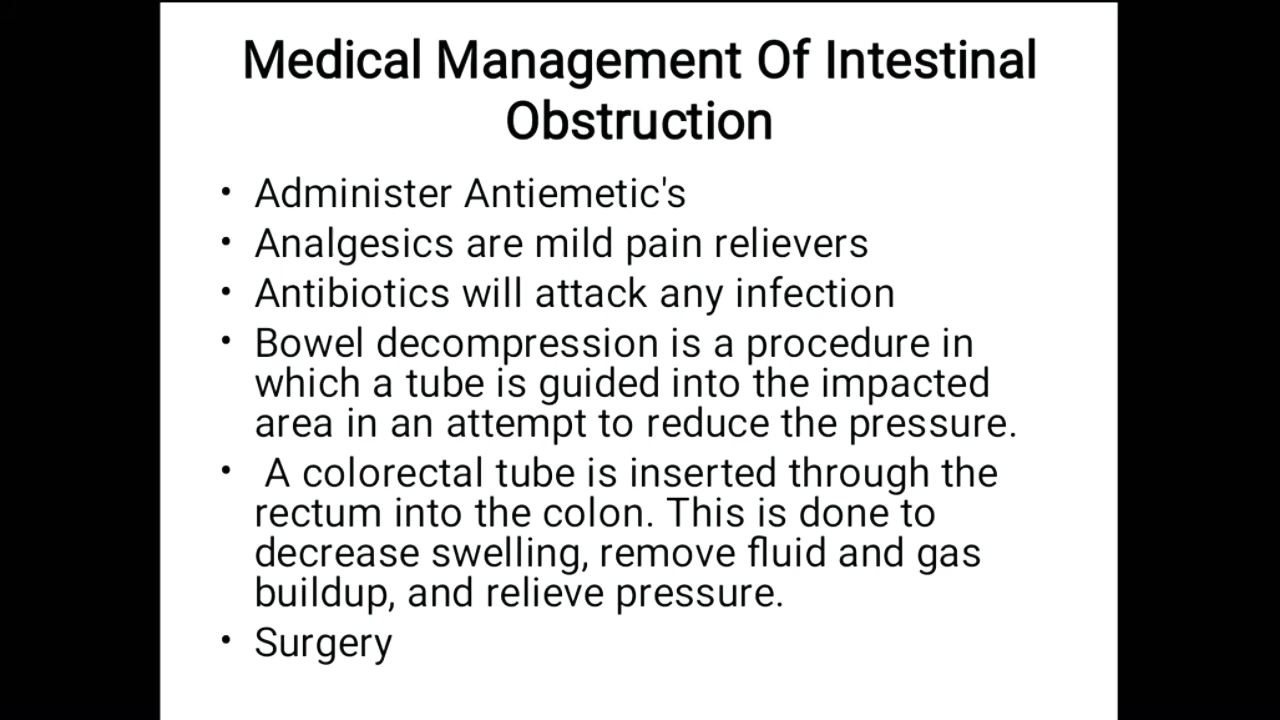 Medical Management Of Intestinal
Obstruction
• Administer Antiemetic's
• Analgesics are mild pain relievers
• Antibiotics will attack any infection
• Bowel decompression is a procedure in
which a tube is guided into the impacted
area in an attempt to reduce the pressure.
• A colorectal tube is inserted through the
rectum into the colon. This is done to
decrease swelling, remove fluid and gas
buildup, and relieve pressure.
• Surgery